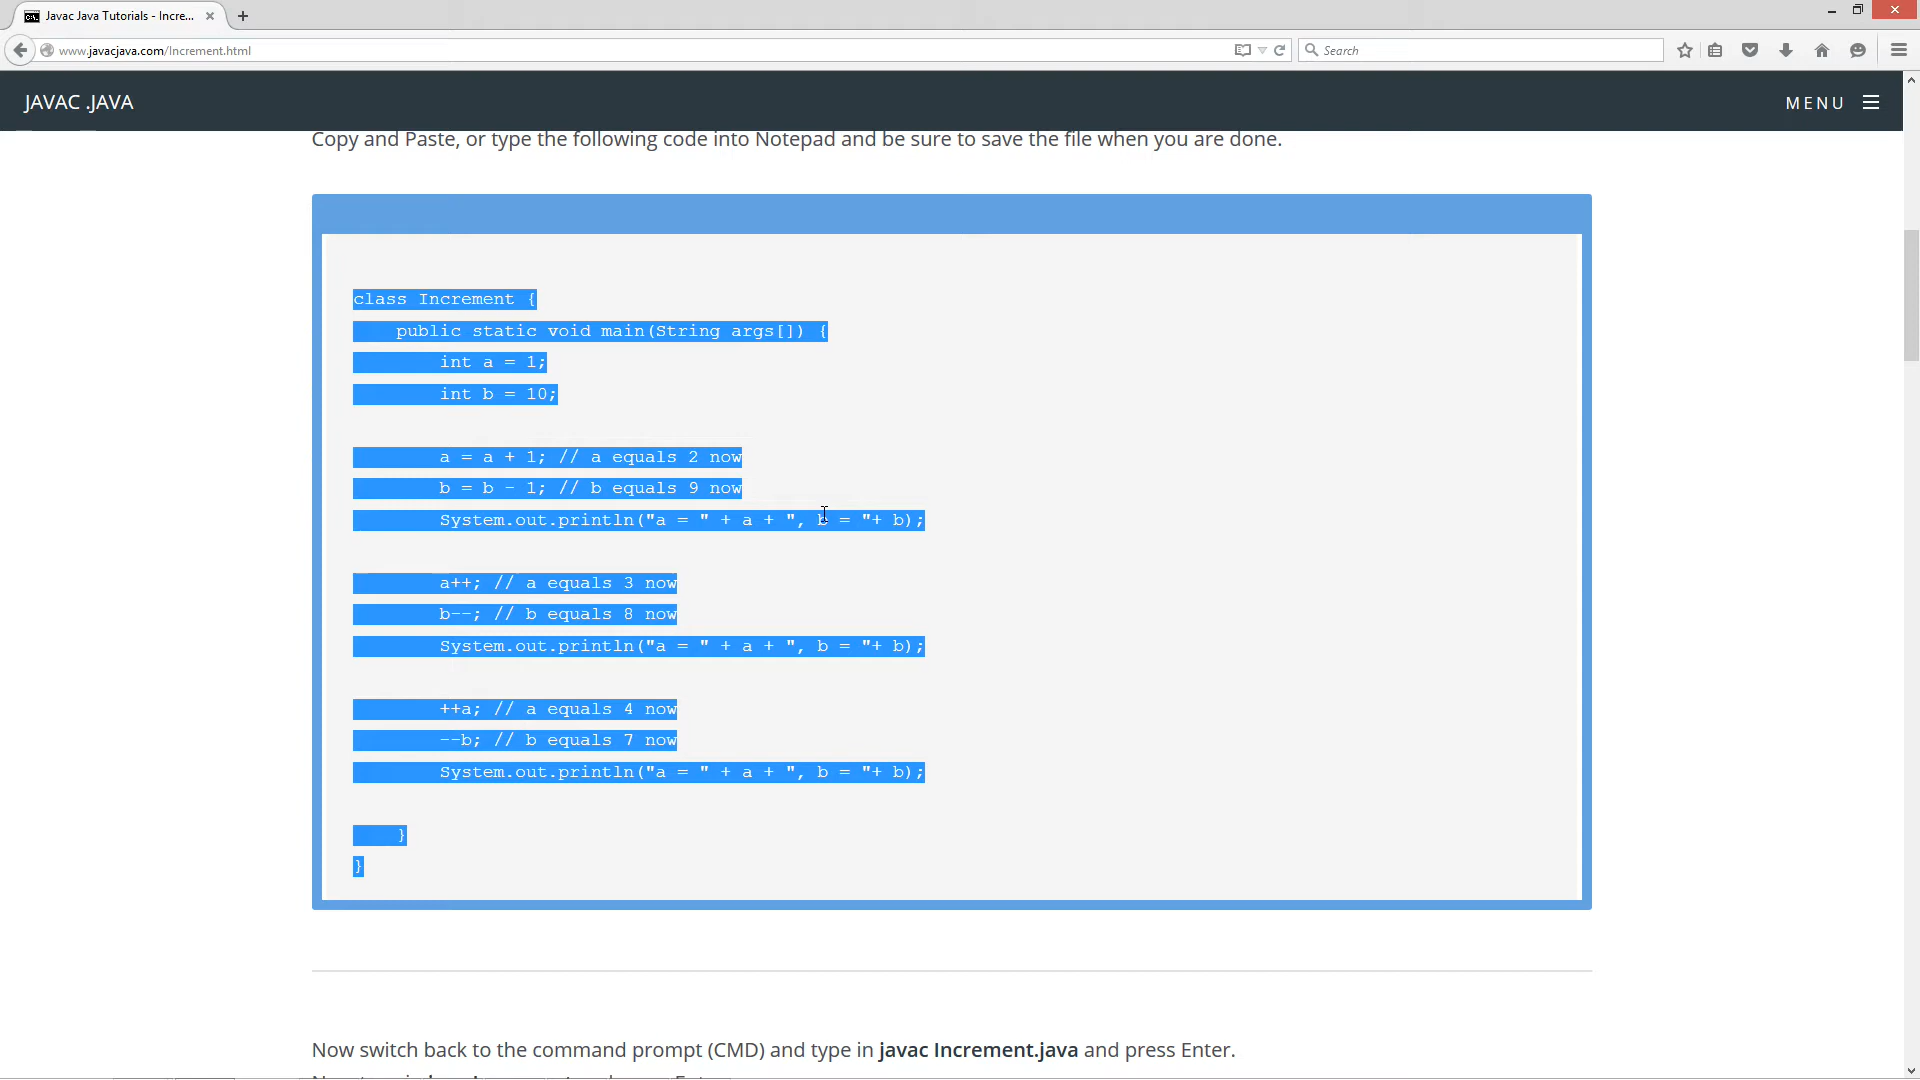 Javac Java Tutorials - Incre...
www.javacjava.com/Increment.html
Search
JAVAC .JAVA
MENU
Copy and Paste, or type the following code into Notepad and be sure to save the file when you are done.
class Increment {
    public static void main(String args[]) {
        int a = 1;
        int b = 10;
        a = a + 1; // a equals 2 now
        b = b - 1; // b equals 9 now
        System.out.println("a = " + a + ", b = "+ b);
        a++; // a equals 3 now
        b--; // b equals 8 now
        System.out.println("a = " + a + ", b = "+ b);
        ++a; // a equals 4 now
        --b; // b equals 7 now
        System.out.println("a = " + a + ", b = "+ b);
    }
}
Now switch back to the command prompt (CMD) and type in javac Increment.java and press Enter.